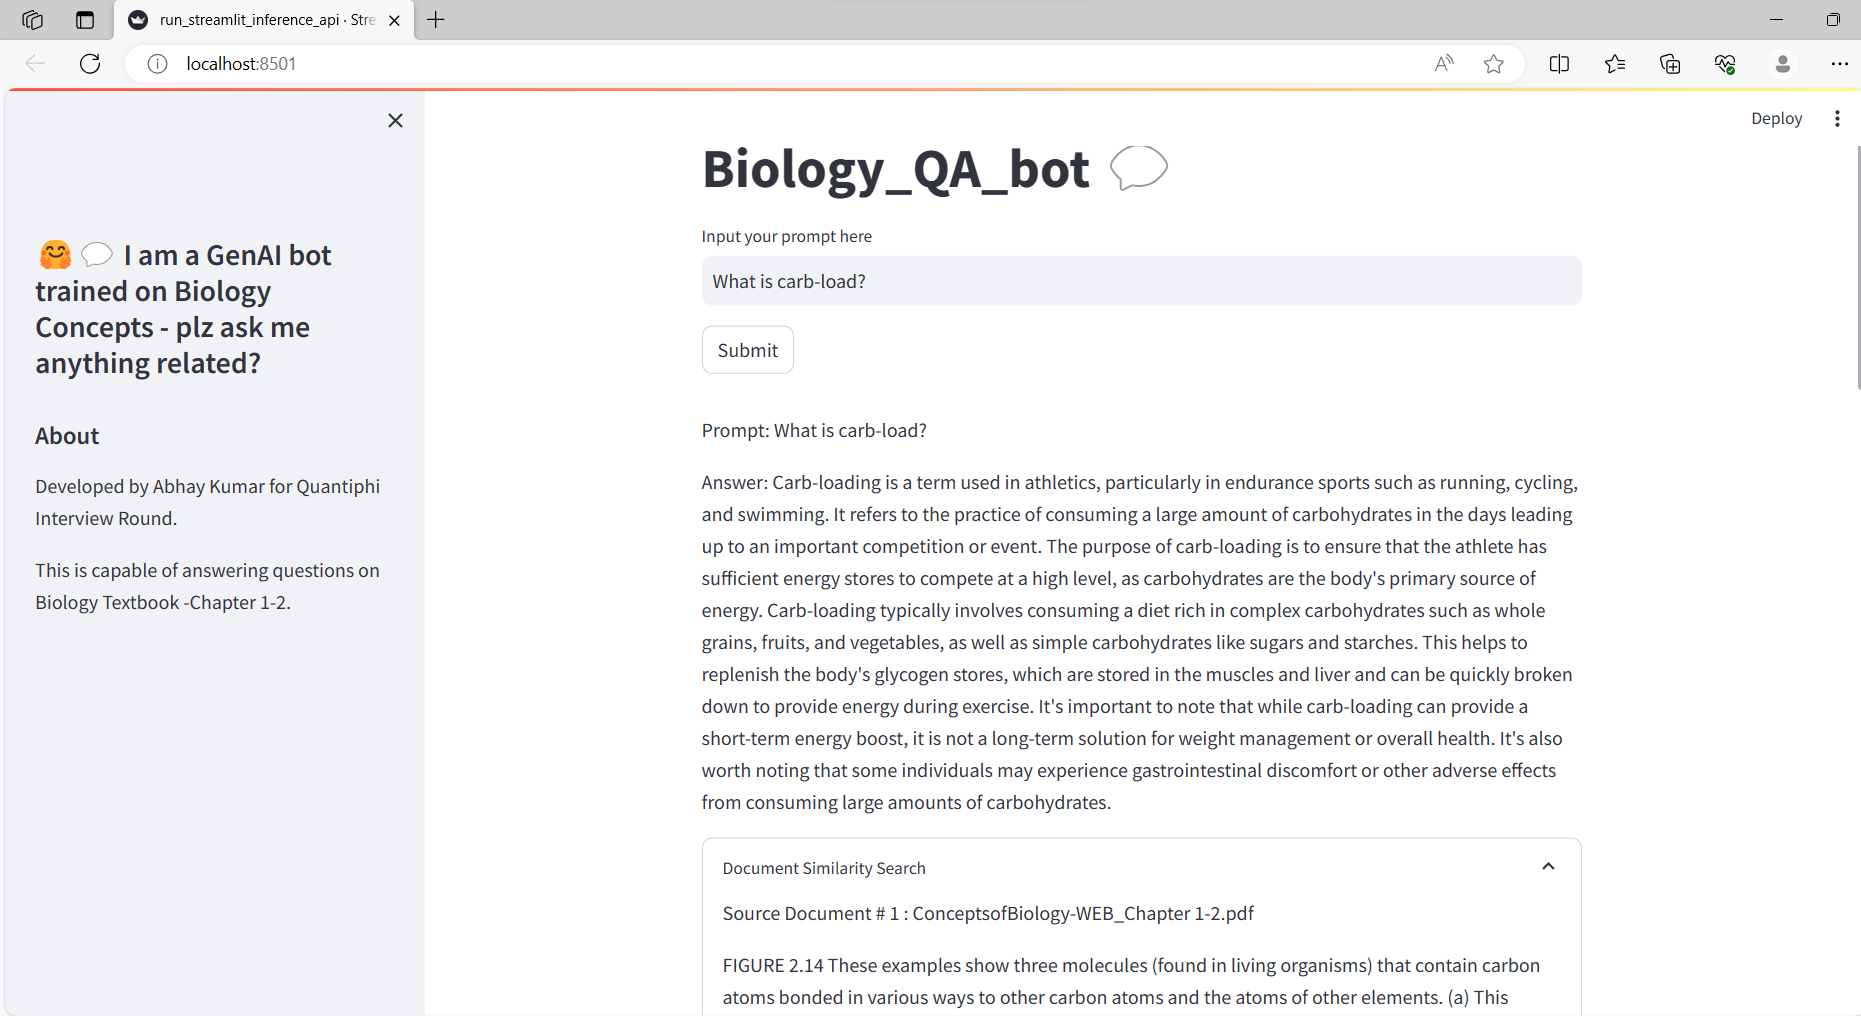 run_streamlit_inference_api · Stre
localhost:8501
Deploy
🤗 💬 I am a GenAI bot
trained on Biology
Concepts - plz ask me
anything related?
About
Developed by Abhay Kumar for Quantiphi
Interview Round.
This is capable of answering questions on
Biology Textbook -Chapter 1-2.
Biology_QA_bot 💬
Input your prompt here
What is carb-load?
Submit
Prompt: What is carb-load?
Answer: Carb-loading is a term used in athletics, particularly in endurance sports such as running, cycling,
and swimming. It refers to the practice of consuming a large amount of carbohydrates in the days leading
up to an important competition or event. The purpose of carb-loading is to ensure that the athlete has
sufficient energy stores to compete at a high level, as carbohydrates are the body's primary source of
energy. Carb-loading typically involves consuming a diet rich in complex carbohydrates such as whole
grains, fruits, and vegetables, as well as simple carbohydrates like sugars and starches. This helps to
replenish the body's glycogen stores, which are stored in the muscles and liver and can be quickly broken
down to provide energy during exercise. It's important to note that while carb-loading can provide a
short-term energy boost, it is not a long-term solution for weight management or overall health. It's also
worth noting that some individuals may experience gastrointestinal discomfort or other adverse effects
from consuming large amounts of carbohydrates.
Document Similarity Search
Source Document # 1 : ConceptsofBiology-WEB_Chapter 1-2.pdf
FIGURE 2.14 These examples show three molecules (found in living organisms) that contain carbon
atoms bonded in various ways to other carbon atoms and the atoms of other elements. (a) This